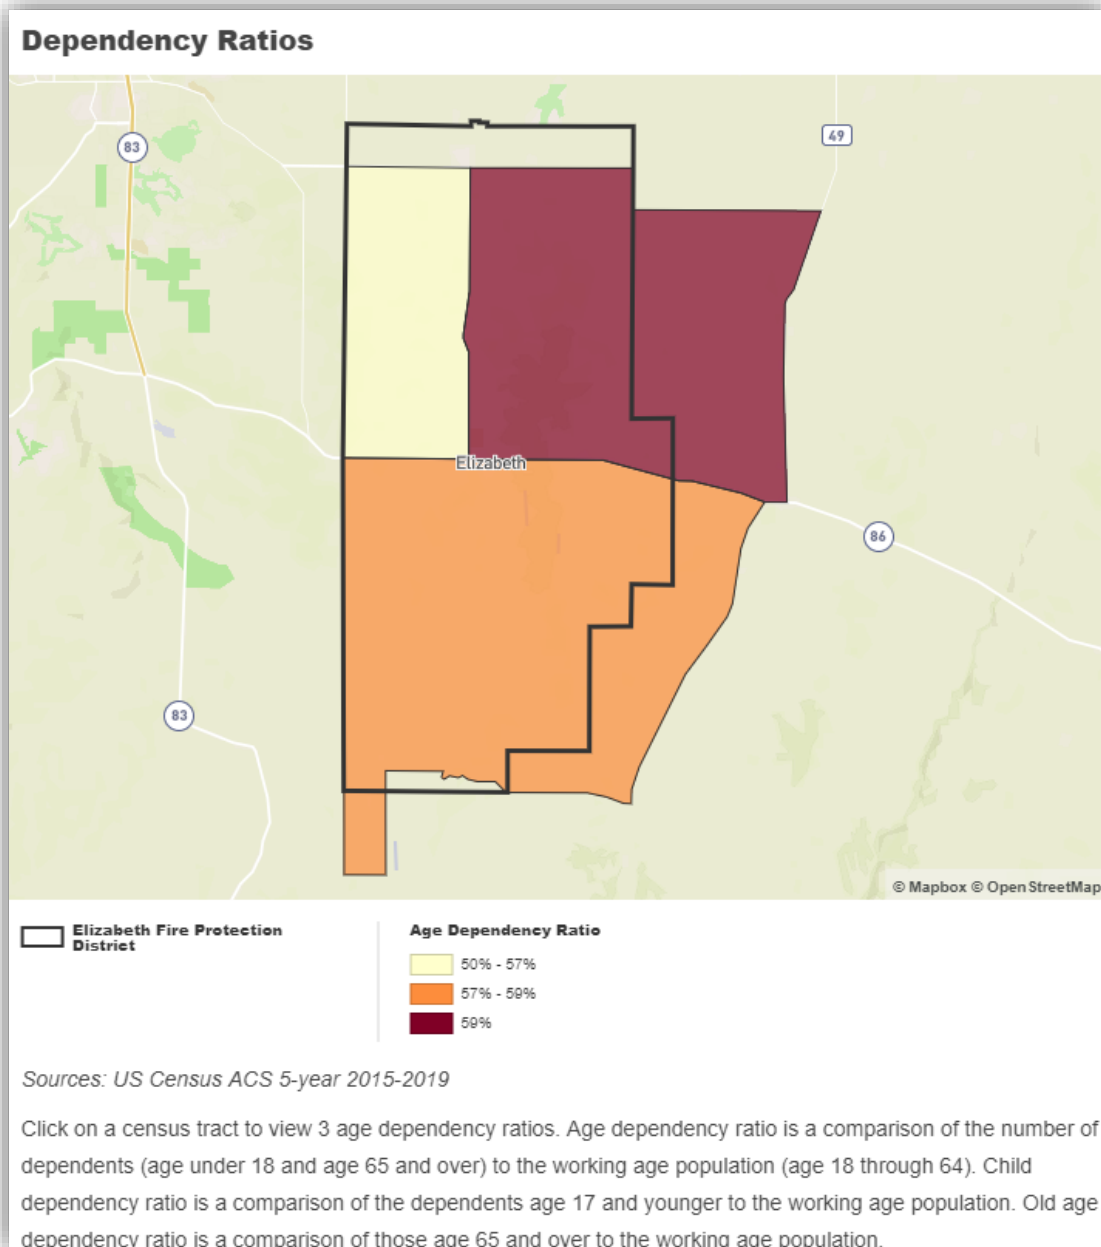 Dependency Ratios
83
49
Elizabeth
86
83
© Mapbox © OpenStreetMap
Elizabeth Fire Protection
District
Age Dependency Ratio
50% - 57%
57% - 59%
59%
Sources: US Census ACS 5-year 2015-2019
Click on a census tract to view 3 age dependency ratios. Age dependency ratio is a comparison of the number of
dependents (age under 18 and age 65 and over) to the working age population (age 18 through 64). Child
dependency ratio is a comparison of the dependents age 17 and younger to the working age population. Old age
dependency ratio is a comparison of those age 65 and over to the working age population.